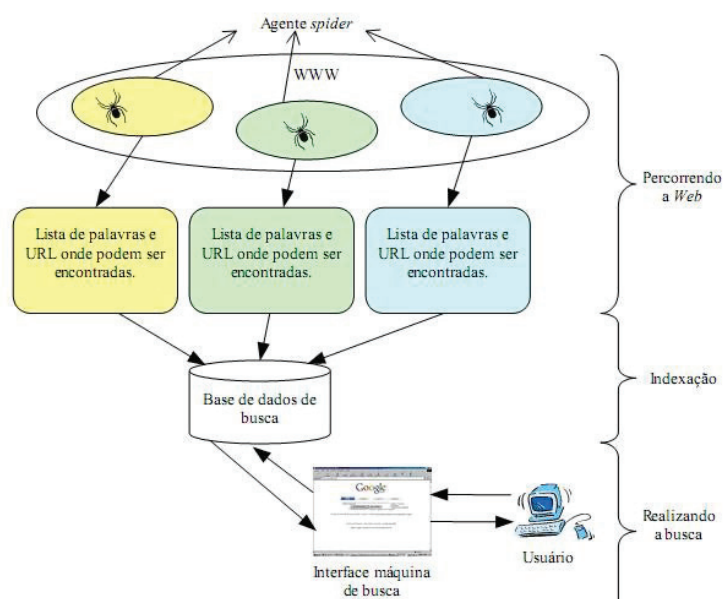 Agente spider
WWW
Percorrendo
a Web
Lista de palavras e
URL onde podem ser
encontradas.
Lista de palavras e
URL onde podem ser
encontradas.
Lista de palavras e
URL onde podem ser
encontradas.
Indexação
Base de dados de
busca
Google
Realizando
a busca
Usuário
Interface máquina
de busca